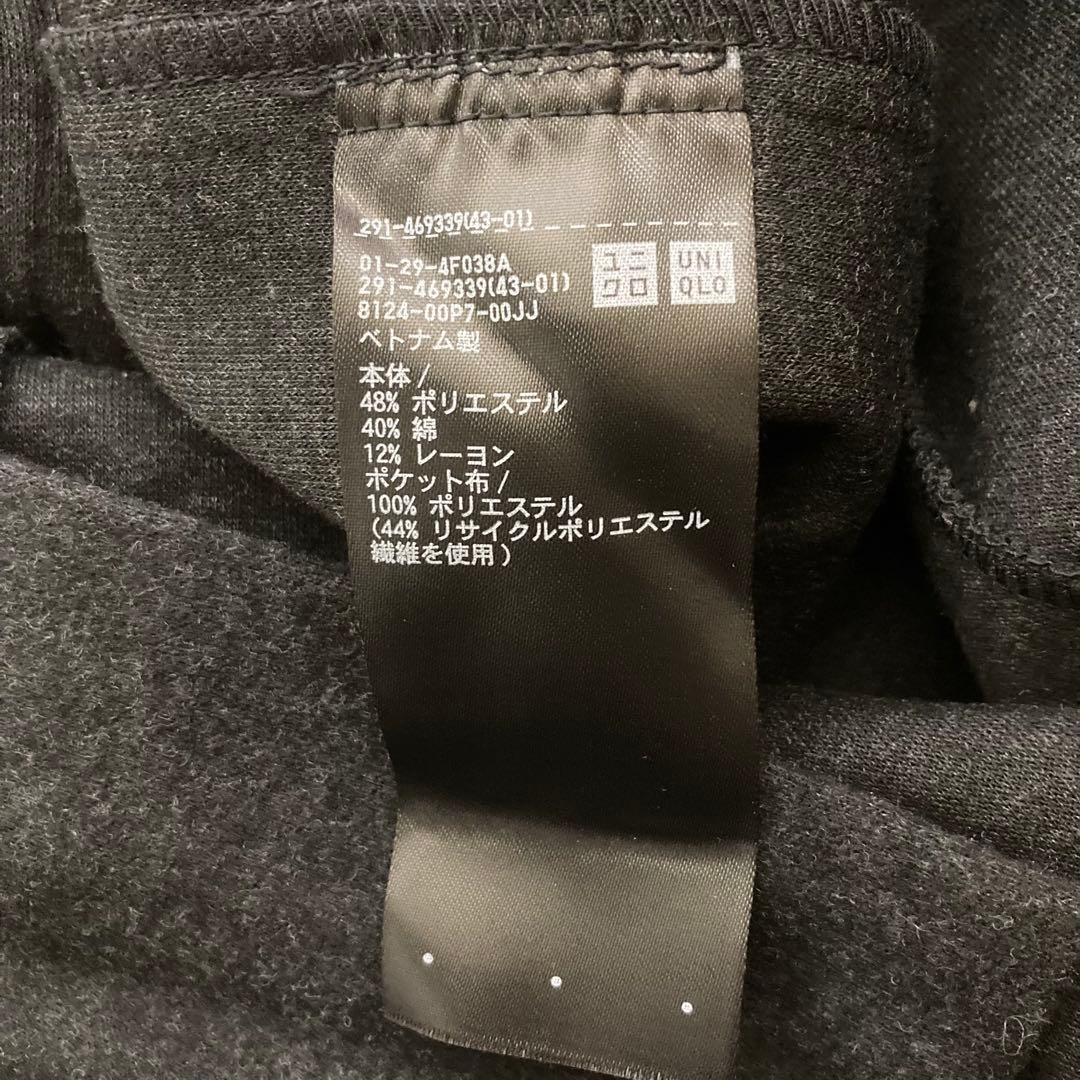 291-469339(43-01)
01-29-4F038A
291-469339(43-01)
8124-00P7-00JJ
ユニ
クロ
UNI
QLO
ベトナム製
本体/
48% ポリエステル
40% 綿
12% レーヨン
ポケット布/
100% ポリエステル
(44% リサイクルポリエステル
繊維を使用)